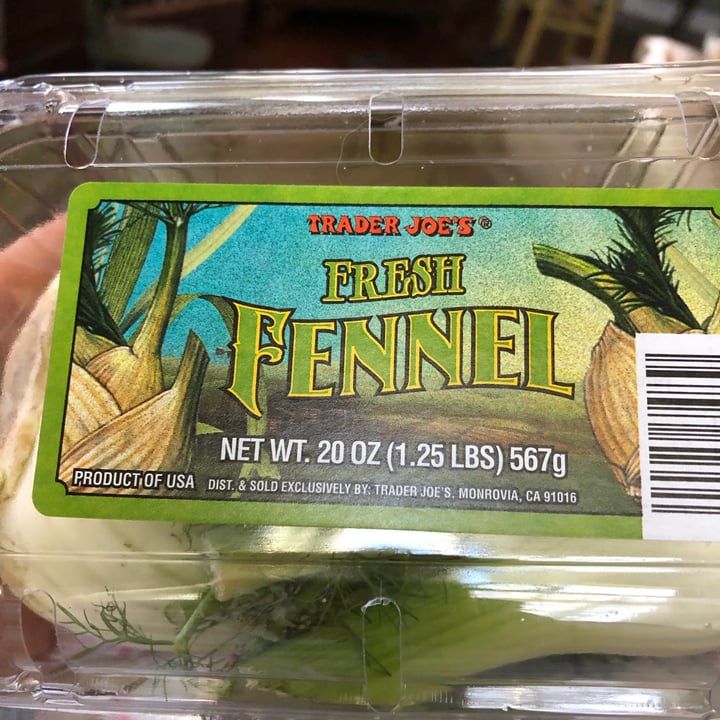 TRADER JOE'S®
FRESH
FENNEL
NET WT. 20 OZ (1.25 LBS) 567g
PRODUCT OF USA
DIST. & SOLD EXCLUSIVELY BY: TRADER JOE'S. MONROVIA, CA 91016